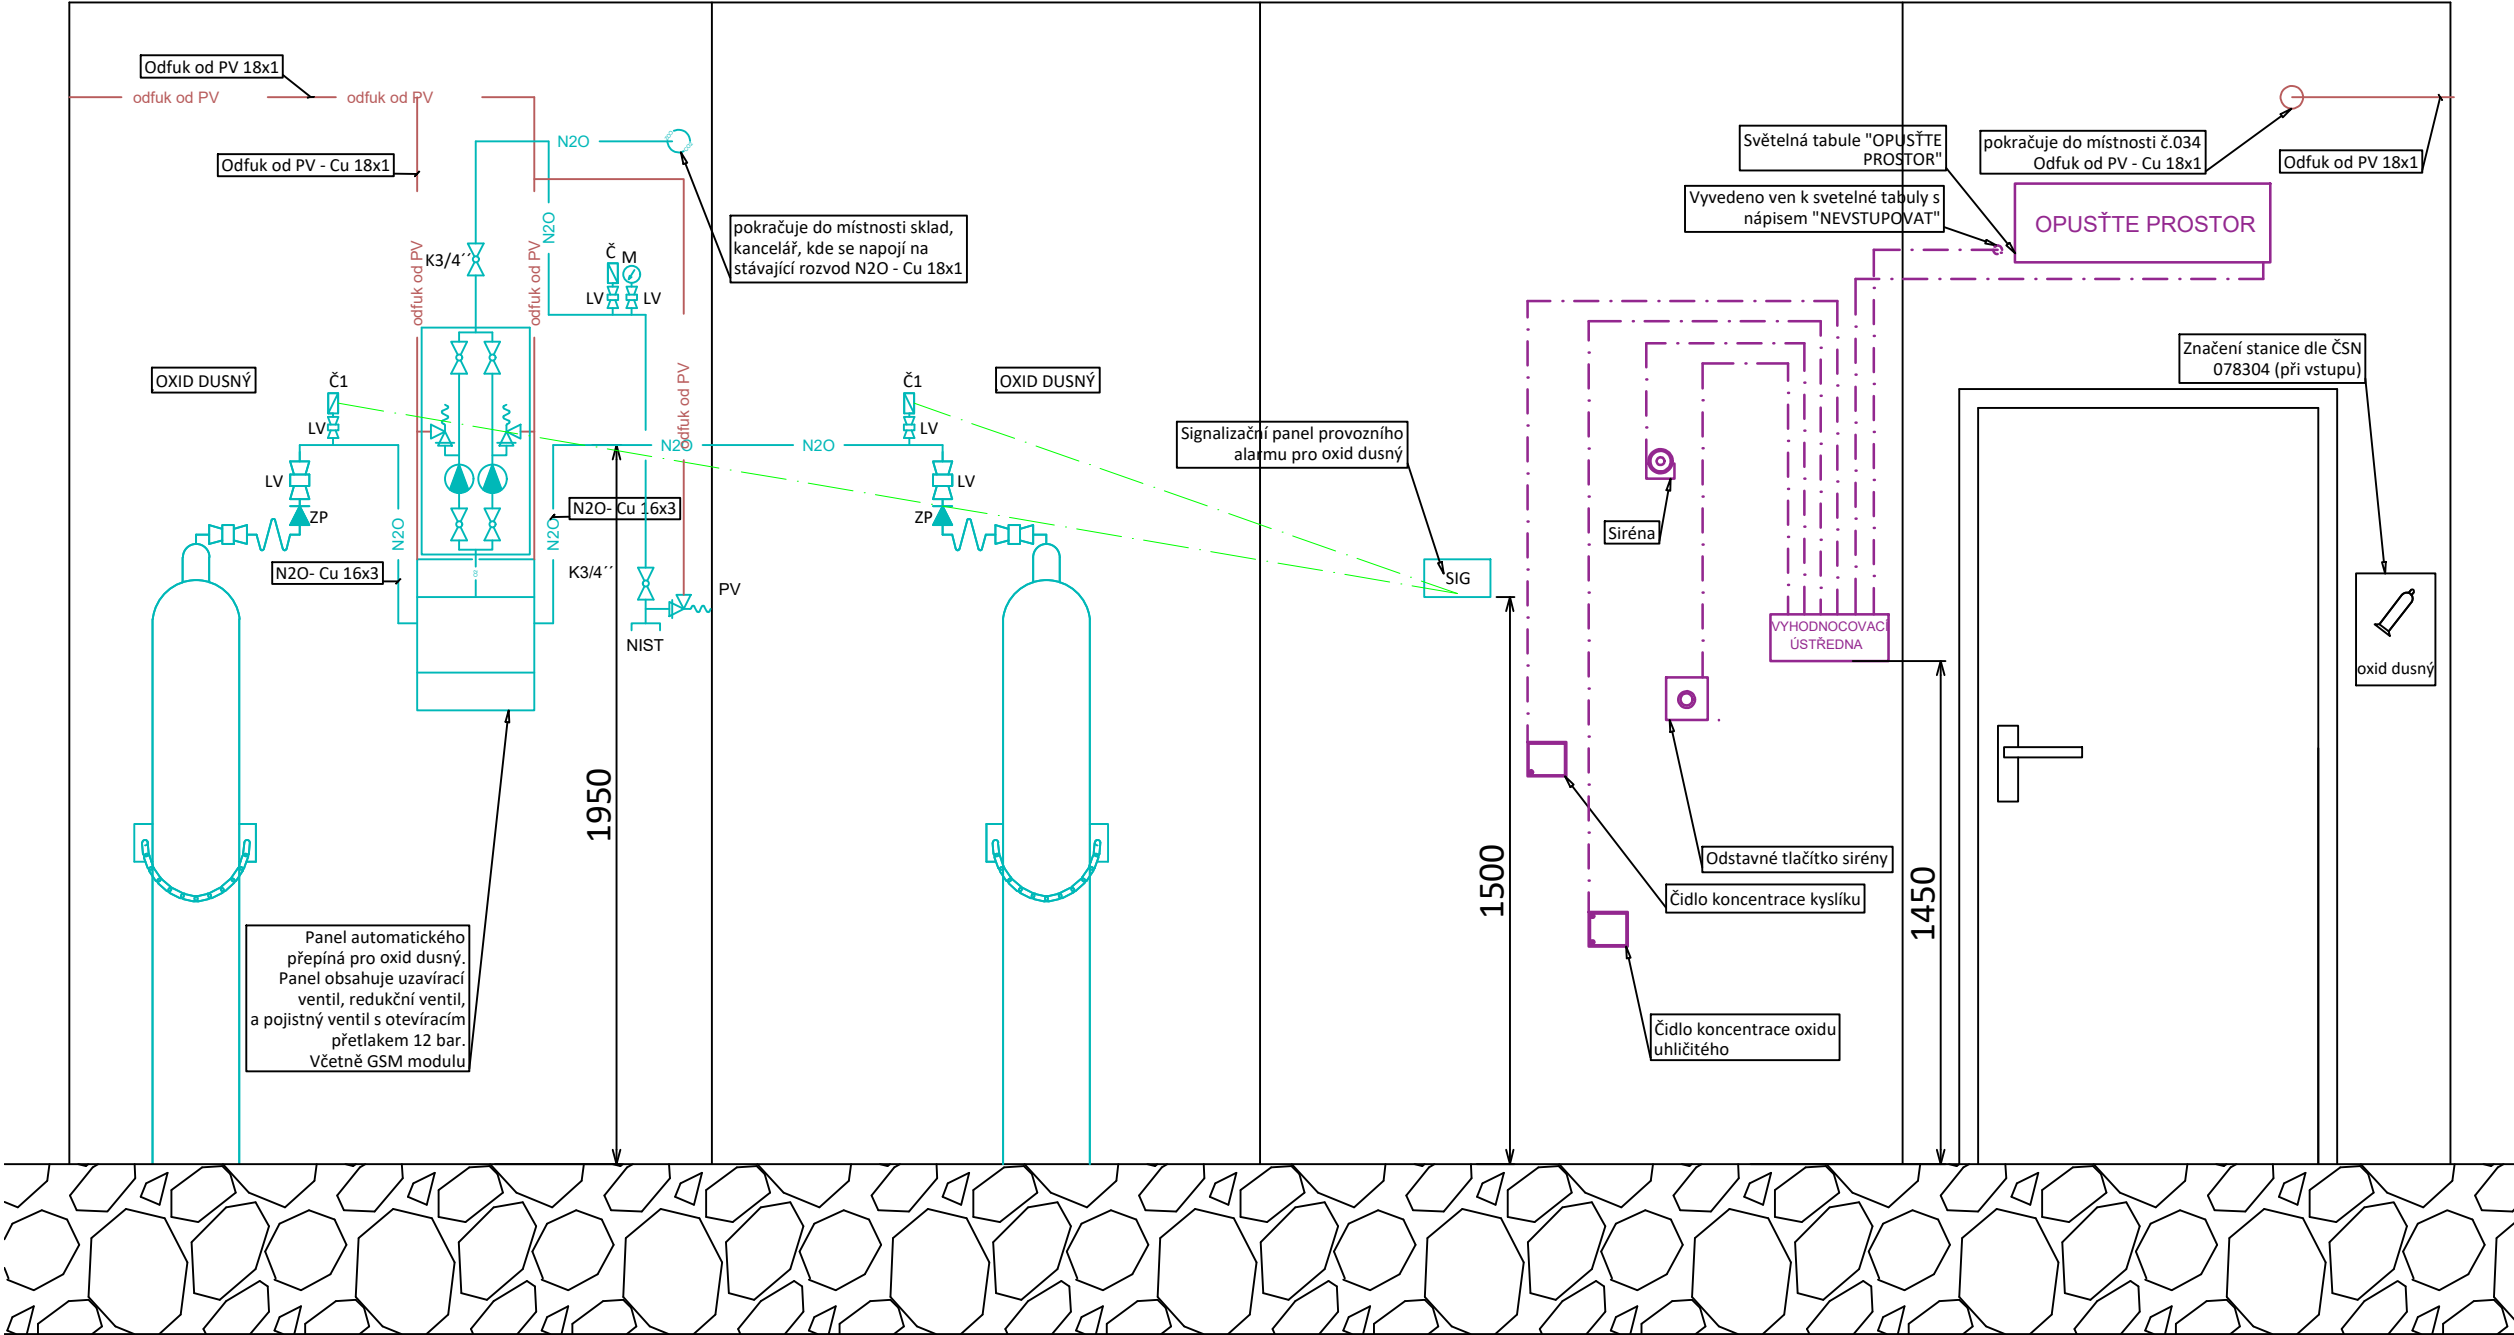 Odfuk od PV 18x1
odfuk od PV
odfuk od PV
Odfuk od PV - Cu 18x1
N2O
N2O
K3/4´´
odfuk od PV
odfuk od PV
Č
M
LV
LV
pokračuje do místnosti sklad,
kancelář, kde se napojí na
stávající rozvod N2O - Cu 18x1
OXID DUSNÝ
Č1
LV
LV
ZP
N2O
N2O- Cu 16x3
N2O
N2O- Cu 16x3
K3/4´´
N2O
N2O
odfuk od PV
PV
NIST
OXID DUSNÝ
Č1
LV
LV
ZP
1950
Panel automatického
přepíná pro oxid dusný.
Panel obsahuje uzavírací
ventil, redukční ventil,
a pojistný ventil s otevíracím
přetlakem 12 bar.
Včetně GSM modulu
Signalizační panel provozního
alarmu pro oxid dusný
SIG
1500
Světelná tabule "OPUSŤTE
PROSTOR"
Vyvedeno ven k svetelné tabuly s
nápisem "NEVSTUPOVAT"
pokračuje do místnosti č.034
Odfuk od PV - Cu 18x1
Odfuk od PV 18x1
OPUSŤTE PROSTOR
Siréna
VYHODNOCOVACÍ
ÚSTŘEDNA
Odstavné tlačítko sirény
Čidlo koncentrace kyslíku
Čidlo koncentrace oxidu
uhličitého
1450
Značení stanice dle ČSN
078304 (při vstupu)
oxid dusný